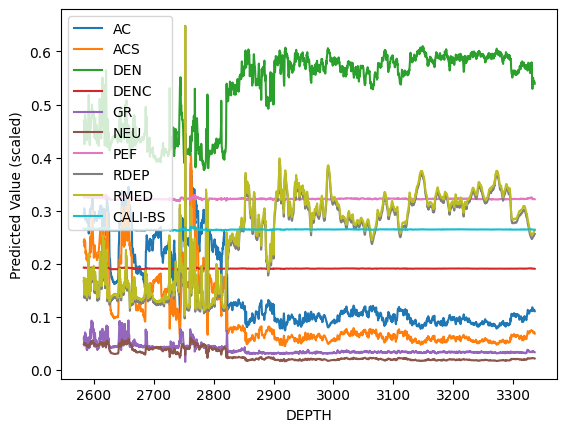 AC
ACS
DEN
DENC
GR
NEU
PEF
RDEP
RMED
CALI-BS
Predicted Value (scaled)
0.6
0.5
0.4
0.3
0.2
0.1
0.0
2600 2700 2800 2900 3000 3100 3200 3300
DEPTH